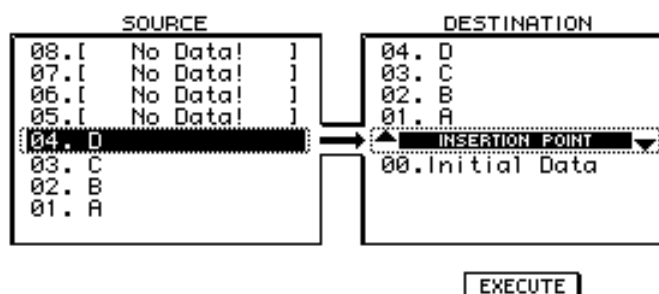 SOURCE
08.[ No Data! ]
07.[ No Data! ]
06.[ No Data! ]
05.[ No Data! ]
04. D
03. C
02. B
01. A
DESTINATION
04. D
03. C
02. B
01. A
INSERTION POINT
00.Initial Data
EXECUTE